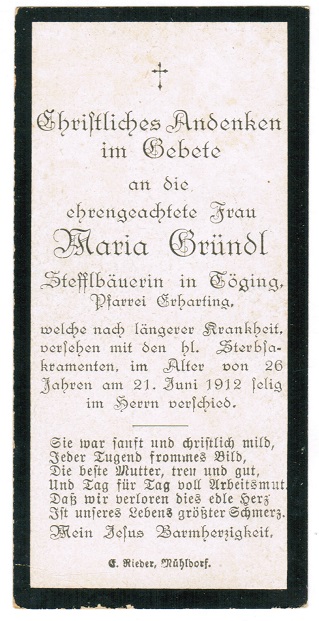 Christliches Andenken
im Gebete
an die
ehrengeachtete Frau
Maria Gründl
Stefflbäuerin in Töging,
Pfarrei Erharting,
welche nach längerer Krankheit,
versehen mit den hl. Sterbsa-
kramenten, im Alter von 26
Jahren am 21. Juni 1912 selig
im Herrn verschied.
Sie war sanft und christlich mild,
Jeder Tugend frommes Bild,
Die beste Mutter, treu und gut,
Und Tag für Tag voll Arbeitsmut.
Daß wir verloren dies edle Herz
Ist unseres Lebens größter Schmerz.
Mein Jesus Barmherzigkeit.
E. Rieder, Mühldorf.